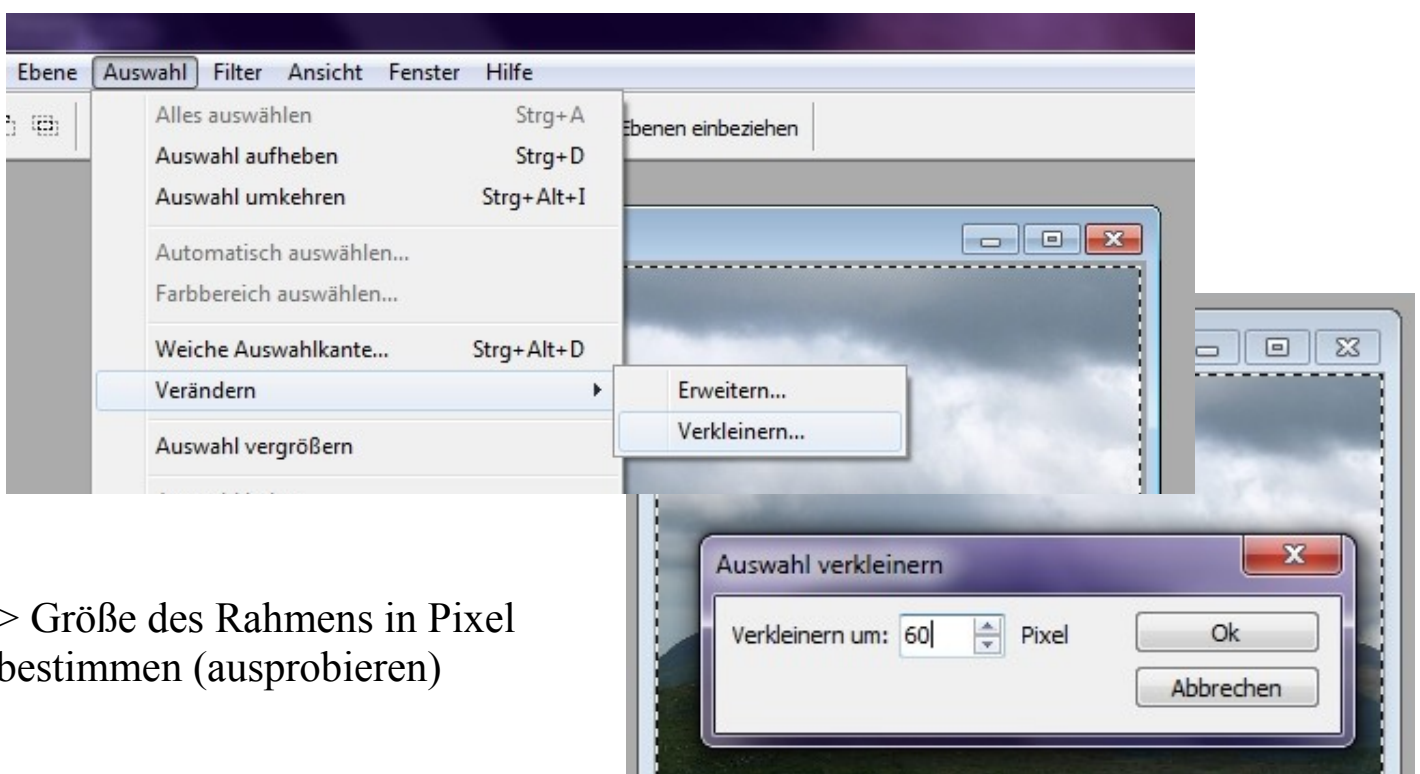 Ebene Auswahl Filter Ansicht Fenster Hilfe
Alles auswählen Strg+A
Ebenen einbeziehen
Auswahl aufheben Strg+D
Auswahl umkehren Strg+Alt+I
Automatisch auswählen...
Farbbereich auswählen...
Weiche Auswahlkante... Strg+Alt+D
Verändern
Erweitern...
Verkleinern...
Auswahl vergrößern
> Größe des Rahmens in Pixel
bestimmen (ausprobieren)
Auswahl verkleinern
Verkleinern um: 60 Pixel Ok
Abbrechen